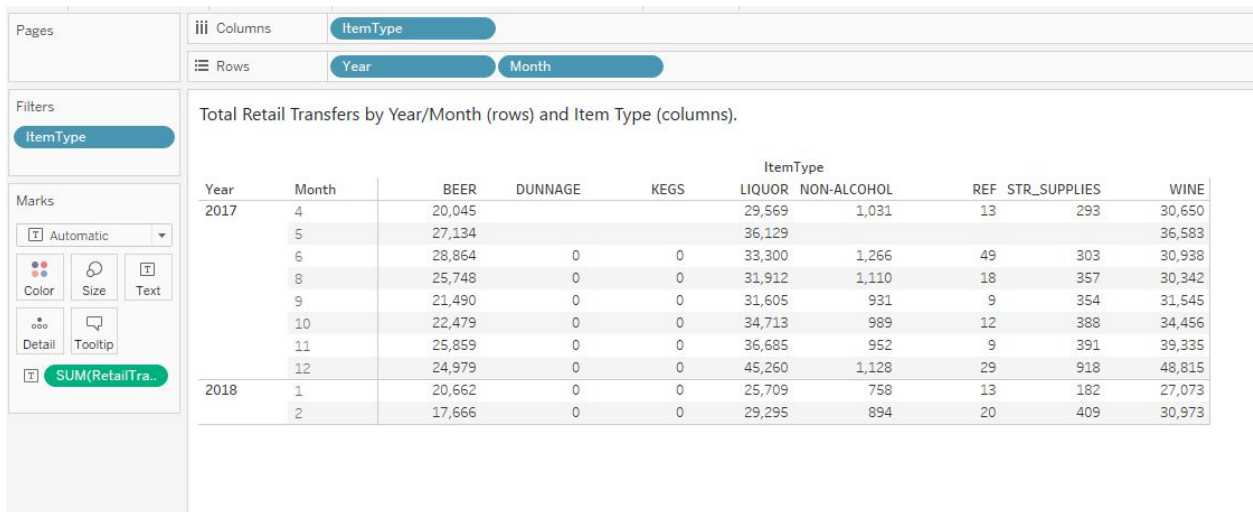 Pages
Columns
ItemType
Rows
Year Month
Filters
ItemType
Total Retail Transfers by Year/Month (rows) and Item Type (columns).
ItemType
Year Month BEER DUNNAGE KEGS LIQUOR NON-ALCOHOL REF STR_SUPPLIES WINE
2017 4 20,045 29,569 1,031 13 293 30,650
5 27,134 36,129 36,583
6 28,864 0 0 33,300 1,266 49 303 30,938
8 25,748 0 0 31,912 1,110 18 357 30,342
9 21,490 0 0 31,605 931 9 354 31,545
10 22,479 0 0 34,713 989 12 388 34,456
11 25,859 0 0 36,685 952 9 391 39,335
12 24,979 0 0 45,260 1,128 29 918 48,815
2018 1 20,662 0 0 25,709 758 13 182 27,073
2 17,666 0 0 29,295 894 20 409 30,973
Marks
T Automatic
Color Size Text
Detail Tooltip
T SUM(RetailTra..